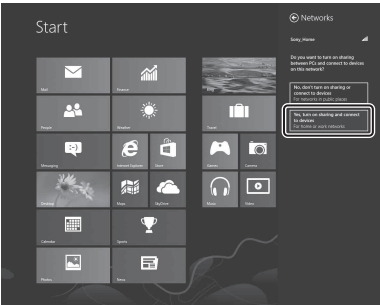 Start
Networks
Sony_Home
Do you want to turn on sharing
between PCs and connect to devices
on this network?
No, don't turn on sharing or
connect to devices
For networks in public places
Yes, turn on sharing and connect
to devices
For home or work networks
Mail
Finance
People
Weather
Travel
Messaging
Internet Explorer
Store
Games
Camera
Desktop
Maps
SkyDrive
Music
Video
Calendar
Sports
Photos
News